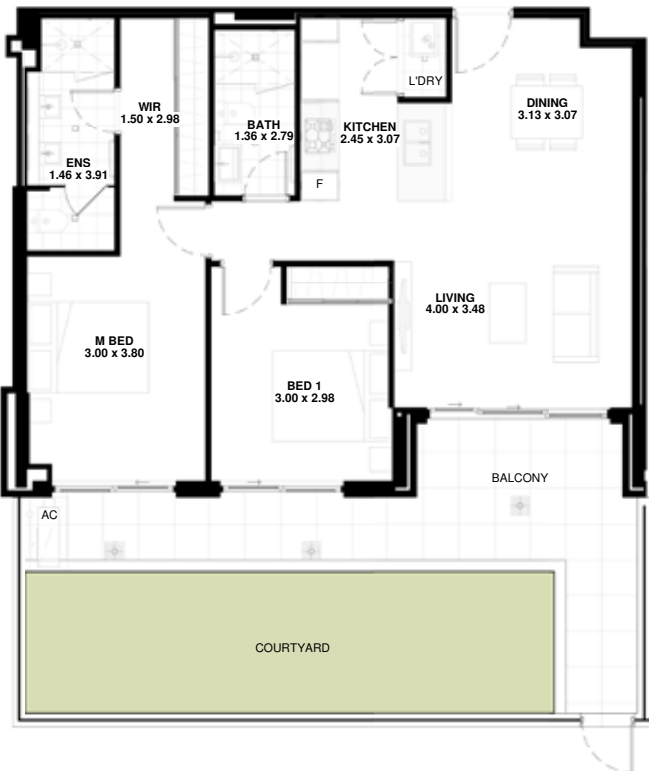 L'DRY
WIR
1.50 x 2.98
DINING
3.13 x 3.07
BATH
1.36 x 2.79
KITCHEN
2.45 x 3.07
ENS
1.46 x 3.91
F
LIVING
4.00 x 3.48
M BED
3.00 x 3.80
BED 1
3.00 x 2.98
BALCONY
AC
COURTYARD